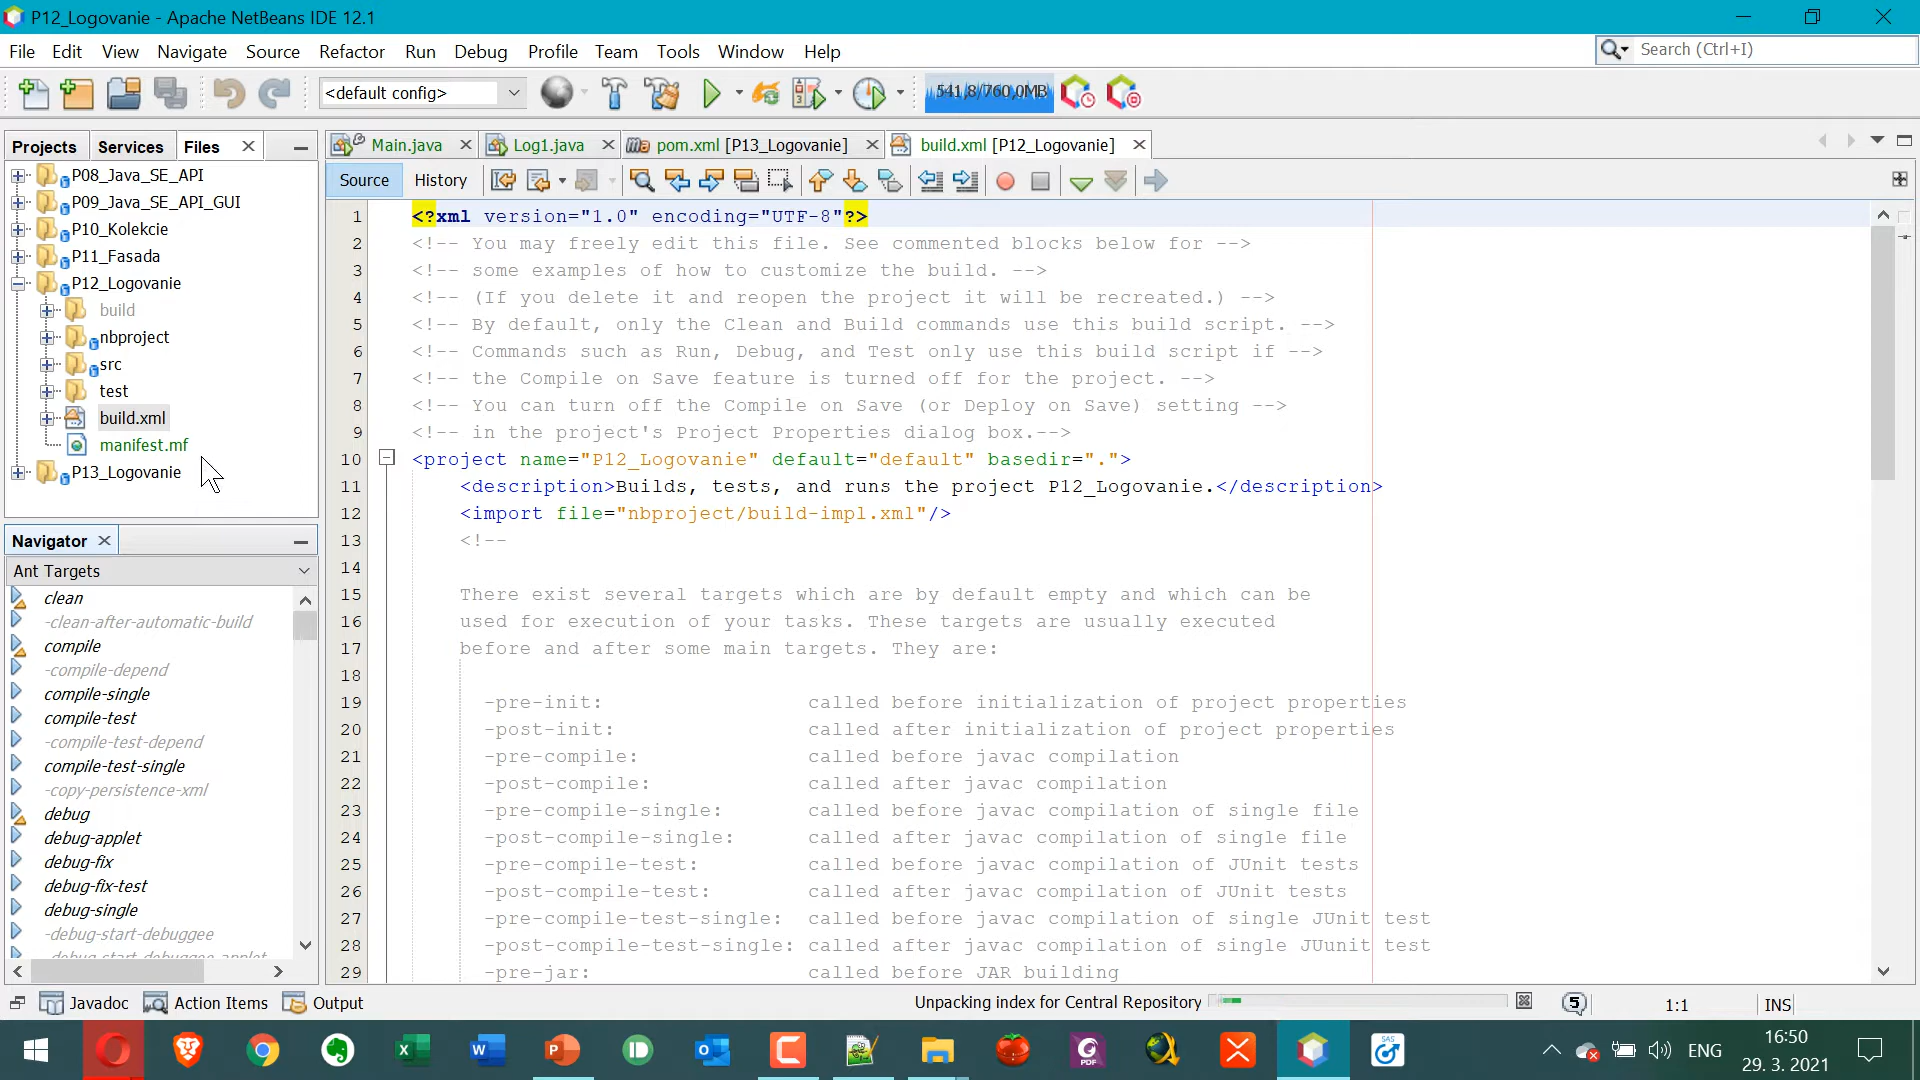 P12_Logovanie - Apache NetBeans IDE 12.1
File Edit View Navigate Source Refactor Run Debug Profile Team Tools Window Help
Search (Ctrl+I)
<default config>
541,8/760,0MB
Projects Services Files
Main.java Log1.java pom.xml [P13_Logovanie] build.xml [P12_Logovanie]
Source History
P08_Java_SE_API
P09_Java_SE_API_GUI
P10_Kolekcie
P11_Fasada
P12_Logovanie
build
nbproject
src
test
build.xml
manifest.mf
P13_Logovanie
Navigator
Ant Targets
clean
-clean-after-automatic-build
compile
-compile-depend
compile-single
compile-test
-compile-test-depend
compile-test-single
-copy-persistence-xml
debug
debug-applet
debug-fix
debug-fix-test
debug-single
-debug-start-debuggee
-debug-start-debuggee-applet
1 <?xml version="1.0" encoding="UTF-8"?>
2 <!-- You may freely edit this file. See commented blocks below for -->
3 <!-- some examples of how to customize the build. -->
4 <!-- (If you delete it and reopen the project it will be recreated.) -->
5 <!-- By default, only the Clean and Build commands use this build script. -->
6 <!-- Commands such as Run, Debug, and Test only use this build script if -->
7 <!-- the Compile on Save feature is turned off for the project. -->
8 <!-- You can turn off the Compile on Save (or Deploy on Save) setting -->
9 <!-- in the project's Project Properties dialog box.-->
10 <project name="P12_Logovanie" default="default" basedir=".">
11 <description>Builds, tests, and runs the project P12_Logovanie.</description>
12 <import file="nbproject/build-impl.xml"/>
13 <!--
14
15 There exist several targets which are by default empty and which can be
16 used for execution of your tasks. These targets are usually executed
17 before and after some main targets. They are:
18
19 -pre-init: called before initialization of project properties
20 -post-init: called after initialization of project properties
21 -pre-compile: called before javac compilation
22 -post-compile: called after javac compilation
23 -pre-compile-single: called before javac compilation of single file
24 -post-compile-single: called after javac compilation of single file
25 -pre-compile-test: called before javac compilation of JUnit tests
26 -post-compile-test: called after javac compilation of JUnit tests
27 -pre-compile-test-single: called before javac compilation of single JUnit test
28 -post-compile-test-single: called after javac compilation of single JUunit test
29 -pre-jar: called before JAR building
Javadoc Action Items Output
Unpacking index for Central Repository
5
1:1
INS
ENG
16:50
29. 3. 2021